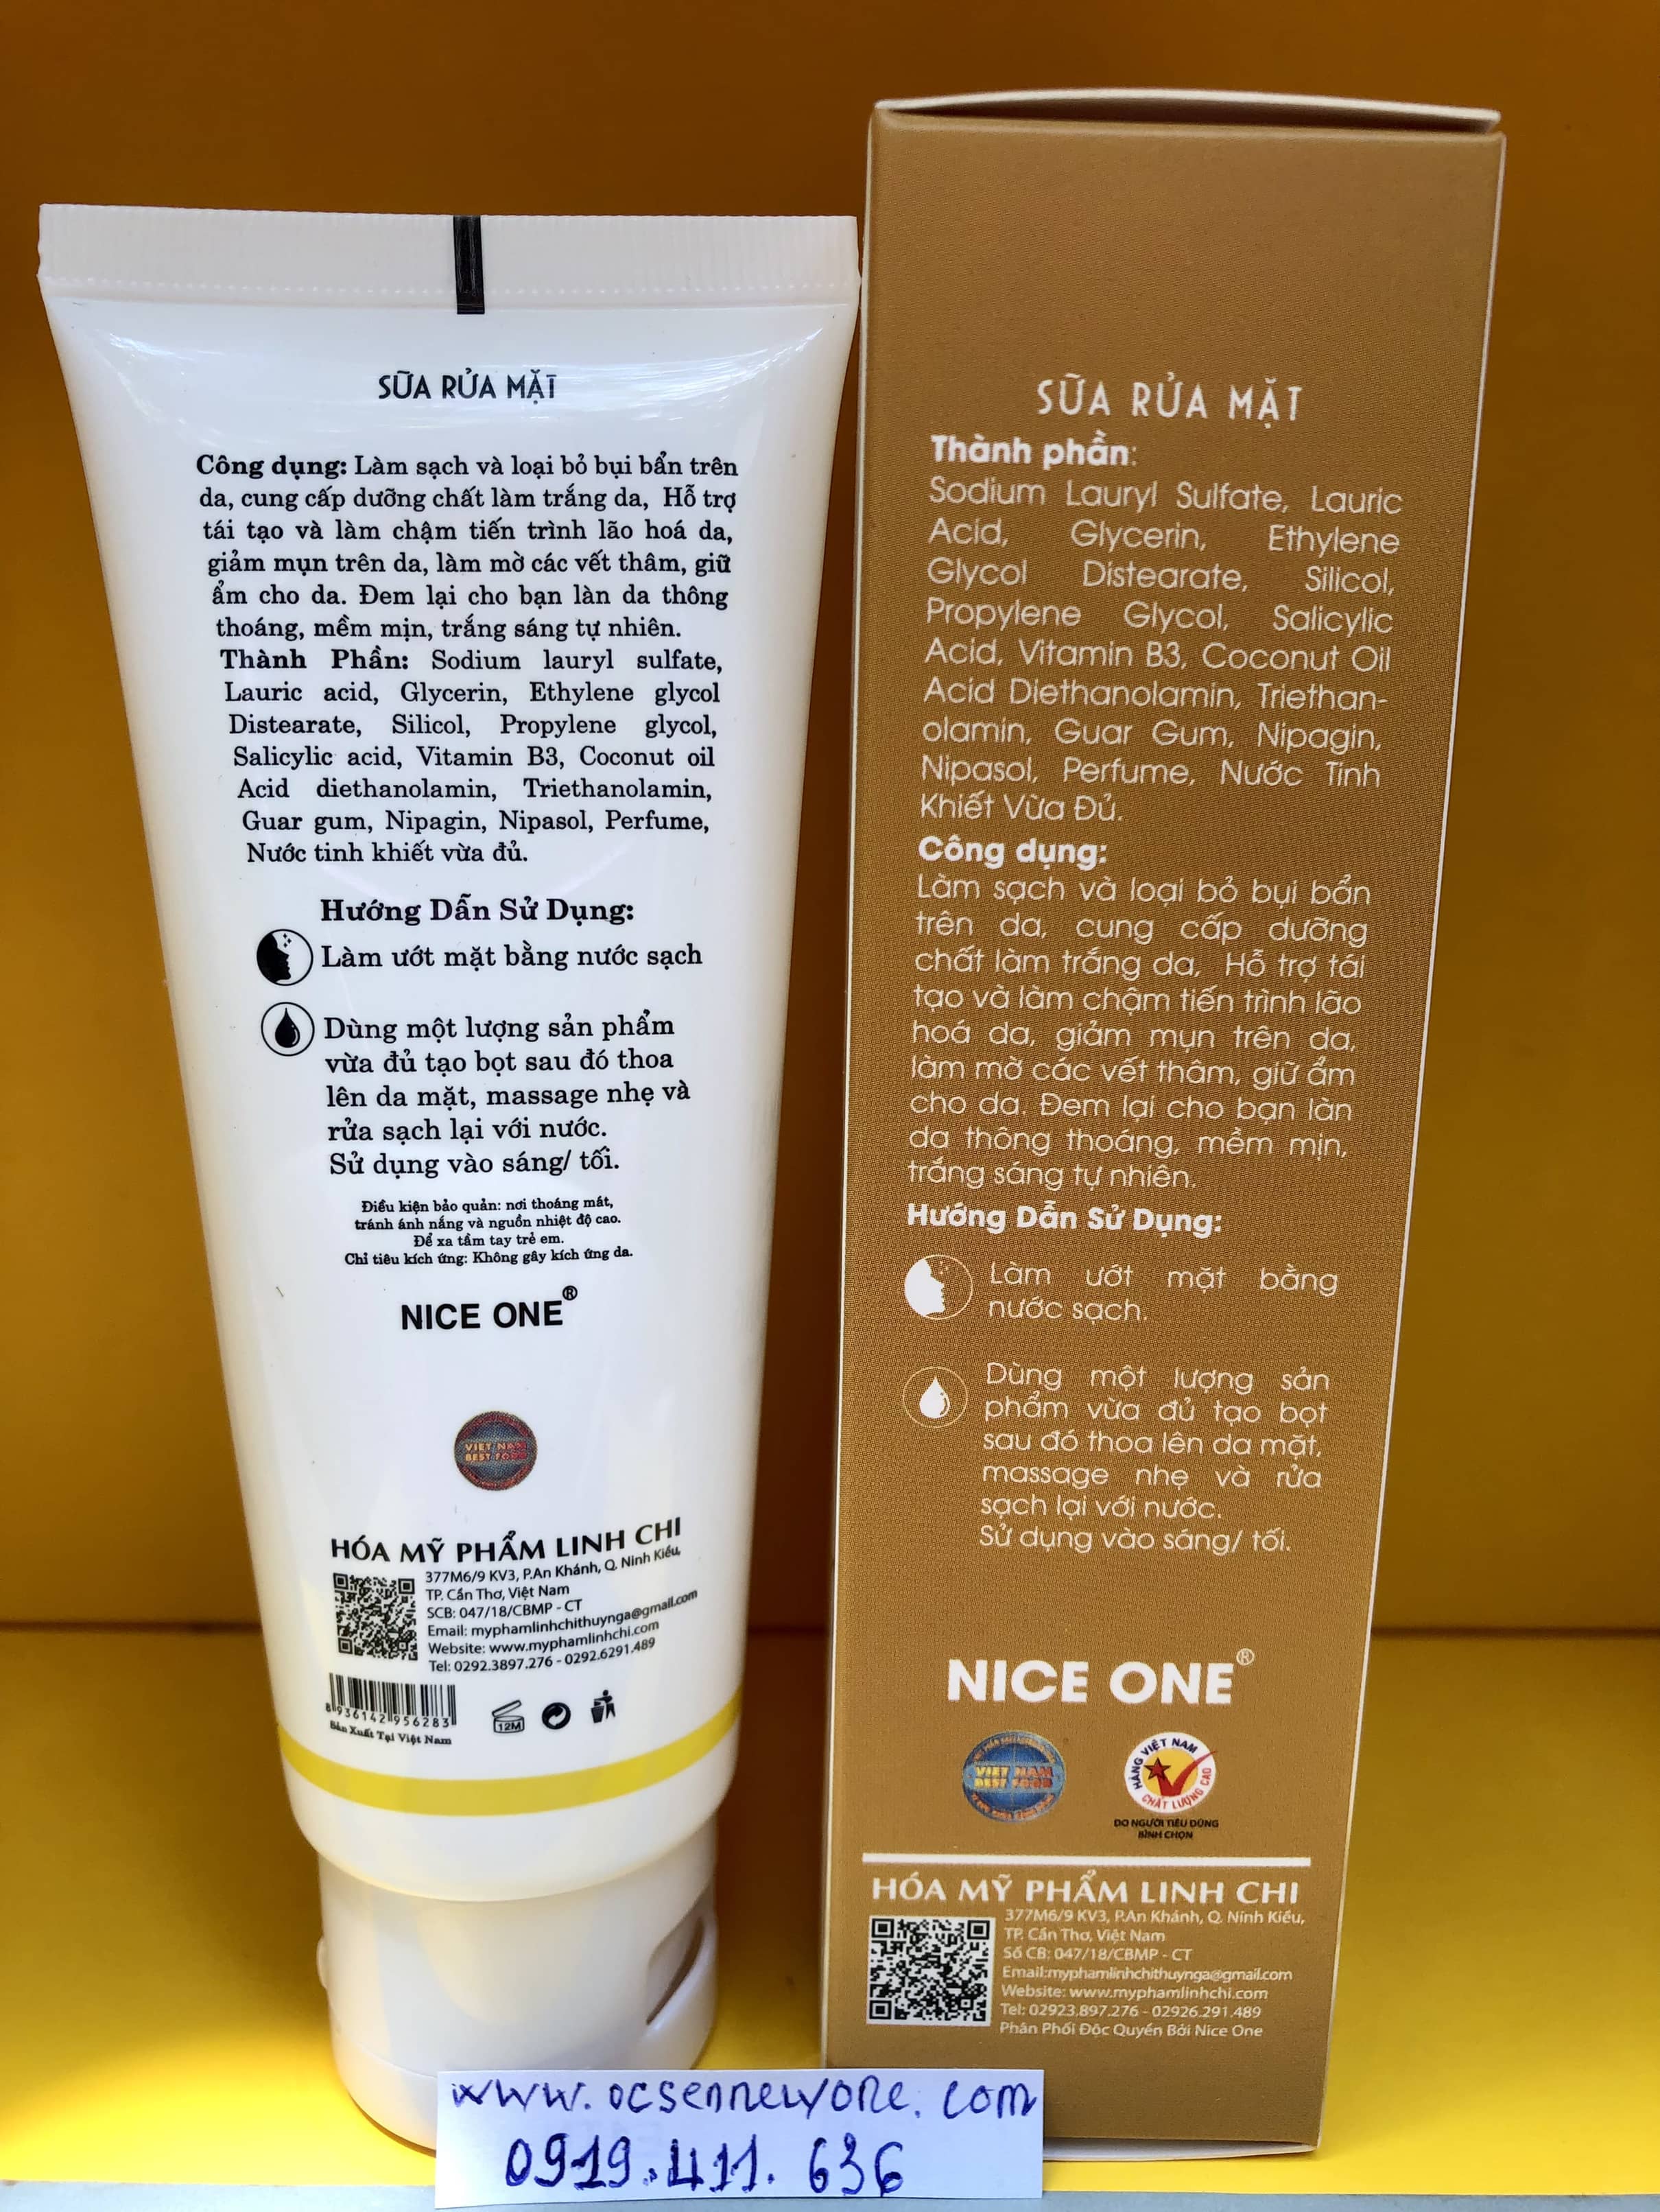 SỮA RỬA MẶT
Công dụng: Làm sạch và loại bỏ bụi bẩn trên
da, cung cấp dưỡng chất làm trắng da, Hỗ trợ
tái tạo và làm chậm tiến trình lão hoá da,
giảm mụn trên da, làm mờ các vết thâm, giữ
ẩm cho da. Đem lại cho bạn làn da thông
thoáng, mềm mịn, trắng sáng tự nhiên.
Thành Phần: Sodium lauryl sulfate,
Lauric acid, Glycerin, Ethylene glycol
Distearate, Silicol, Propylene glycol,
Salicylic acid, Vitamin B3, Coconut oil
Acid diethanolamin, Triethanolamin,
Guar gum, Nipagin, Nipasol, Perfume,
Nước tinh khiết vừa đủ.
Hướng Dẫn Sử Dụng:
Làm ướt mặt bằng nước sạch
Dùng một lượng sản phẩm
vừa đủ tạo bọt sau đó thoa
lên da mặt, massage nhẹ và
rửa sạch lại với nước.
Sử dụng vào sáng/ tối.
Điều kiện bảo quản: nơi thoáng mát,
tránh ánh nắng và nguồn nhiệt độ cao.
Để xa tầm tay trẻ em.
Chỉ tiêu kích ứng: Không gây kích ứng da.
NICE ONE®
VIET NAM
BEST FOOD
HÓA MỸ PHẨM LINH CHI
377M6/9 KV3, P.An Khánh, Q. Ninh Kiều,
TP. Cần Thơ, Việt Nam
SCB: 047/18/CBMP - CT
Email: myphamlinhchithuynga@gmail.com
Website: www.myphamlinhchi.com
Tel: 0292.3897.276 - 0292.6291.489
8 936142 956283
Sản Xuất Tại Việt Nam
12M
SỮA RỬA MẶT
Thành phần:
Sodium Lauryl Sulfate, Lauric
Acid, Glycerin, Ethylene
Glycol Distearate, Silicol,
Propylene Glycol, Salicylic
Acid, Vitamin B3, Coconut Oil
Acid Diethanolamin, Triethan-
olamin, Guar Gum, Nipagin,
Nipasol, Perfume, Nước Tinh
Khiết Vừa Đủ.
Công dụng:
Làm sạch và loại bỏ bụi bẩn
trên da, cung cấp dưỡng
chất làm trắng da, Hỗ trợ tái
tạo và làm chậm tiến trình lão
hoá da, giảm mụn trên da,
làm mờ các vết thâm, giữ ẩm
cho da. Đem lại cho bạn làn
da thông thoáng, mềm mịn,
trắng sáng tự nhiên.
Hướng Dẫn Sử Dụng:
Làm ướt mặt bằng
nước sạch.
Dùng một lượng sản
phẩm vừa đủ tạo bọt
sau đó thoa lên da mặt,
massage nhẹ và rửa
sạch lại với nước.
Sử dụng vào sáng/ tối.
NICE ONE®
VIET NAM
BEST FOOD
HÀNG VIỆT NAM
CHẤT LƯỢNG CAO
DO NGƯỜI TIÊU DÙNG
BÌNH CHỌN
HÓA MỸ PHẨM LINH CHI
377M6/9 KV3, P.An Khánh, Q. Ninh Kiều,
TP. Cần Thơ, Việt Nam
Số CB: 047/18/CBMP - CT
Email:myphamlinhchithuynga@gmail.com
Website: www.myphamlinhchi.com
Tel: 02923.897.276 - 02926.291.489
Phân Phối Độc Quyền Bởi Nice One
www.ocsennewone.com
0919.411.636